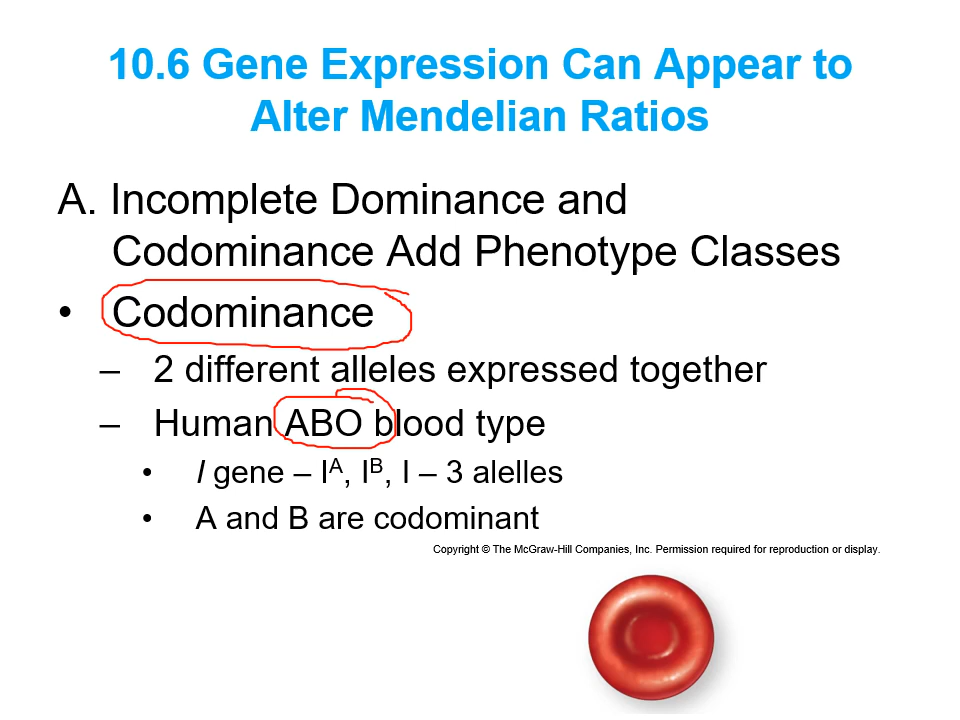 10.6 Gene Expression Can Appear to
Alter Mendelian Ratios
A. Incomplete Dominance and
Codominance Add Phenotype Classes
• Codominance
– 2 different alleles expressed together
– Human ABO blood type
• I gene – Iᴬ, Iᴮ, I – 3 alelles
• A and B are codominant
Copyright © The McGraw-Hill Companies, Inc. Permission required for reproduction or display.